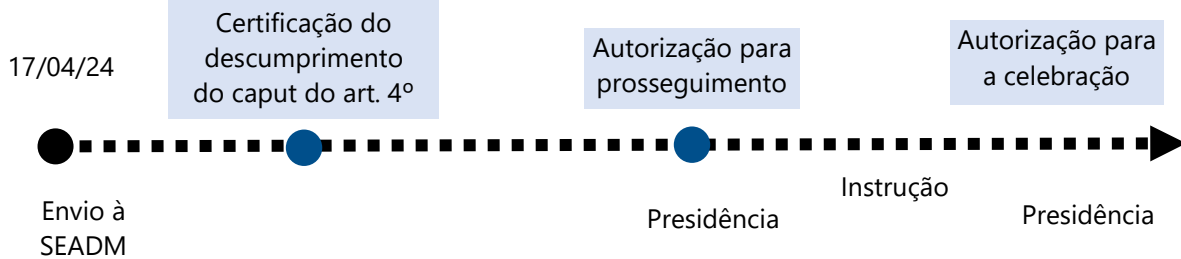 17/04/24
Certificação do
descumprimento
do caput do art. 4º
Autorização para
prosseguimento
Autorização para
a celebração
Envio à
SEADM
Presidência
Instrução
Presidência